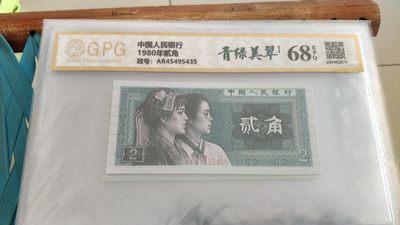 GPG
中国人民银行
1980年贰角
冠号: AR45495435
青绿美翠
68 EPQ
中国人民银行
贰角
2
2